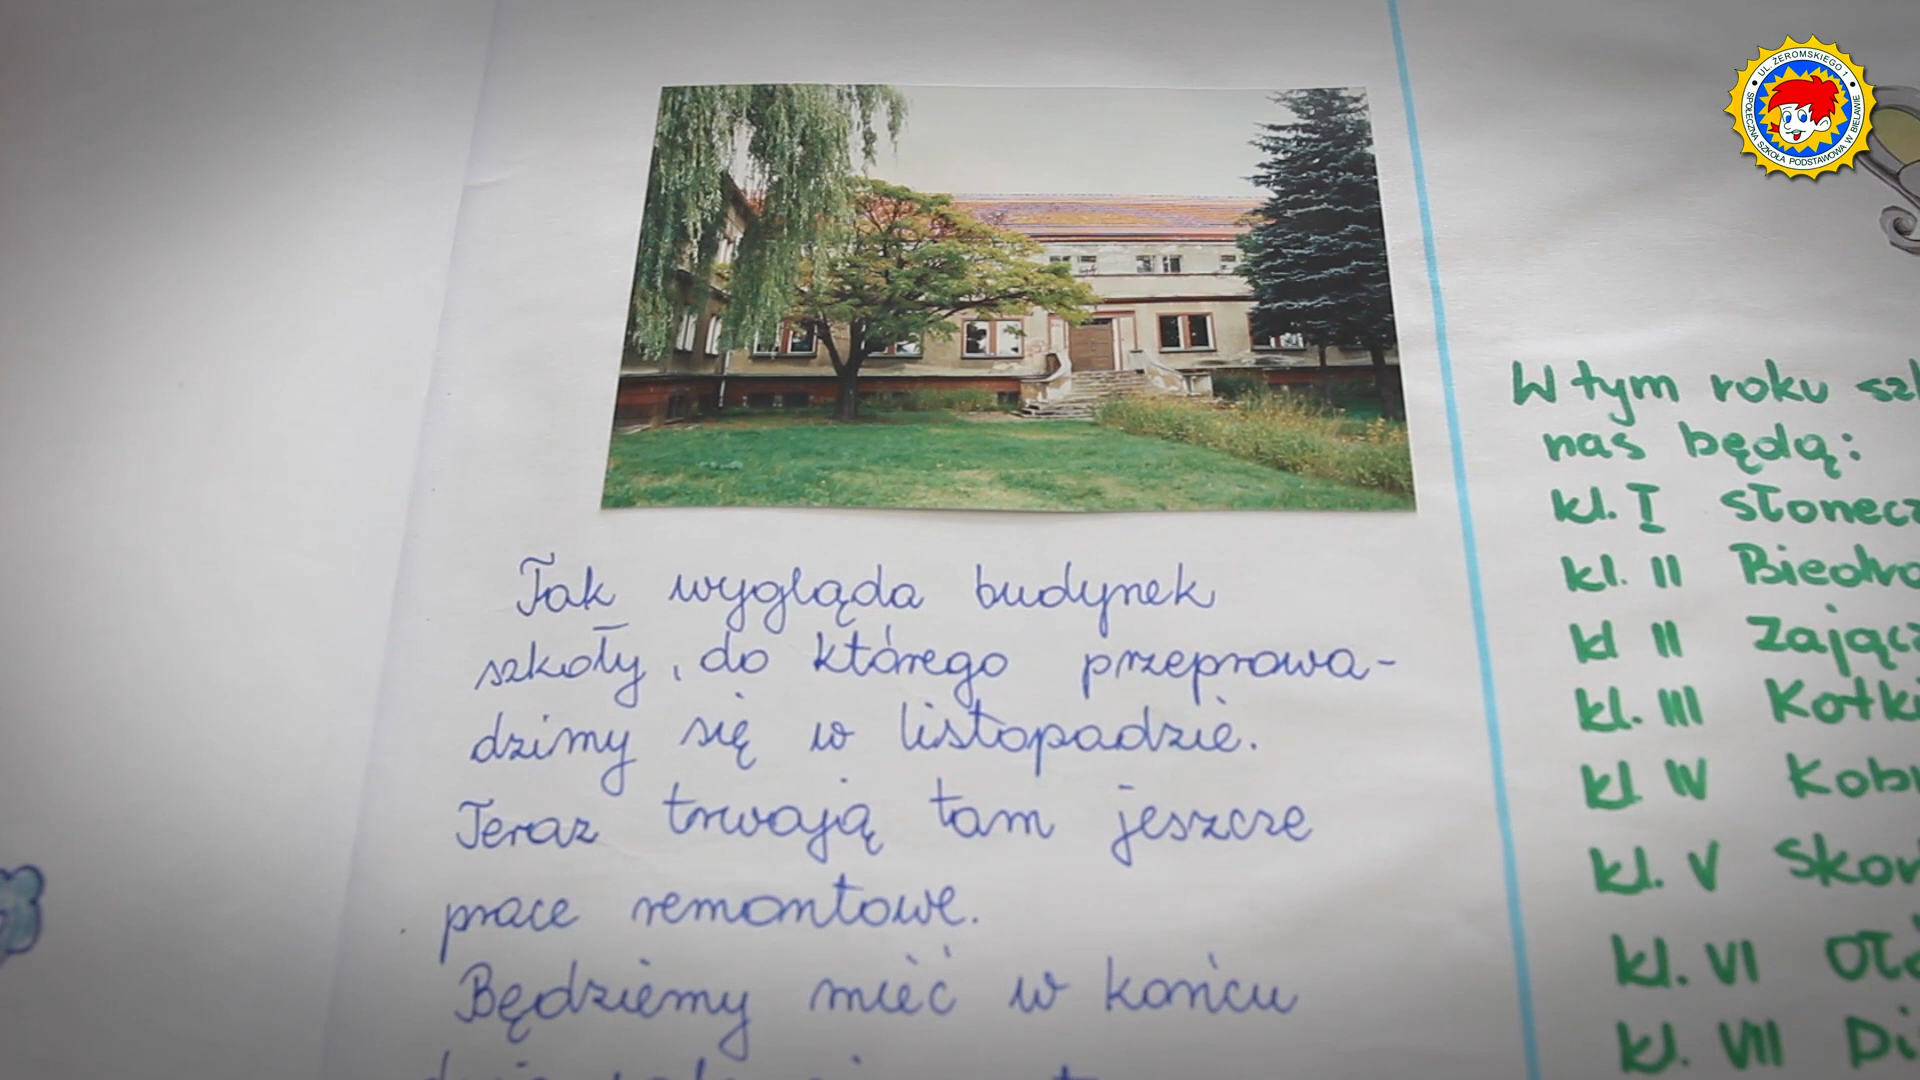 UL. ŻEROMSKIEGO 1
SPOŁECZNA SZKOŁA PODSTAWOWA W BIELAWIE
Tak wygląda budynek
szkoły, do którego przeprowa-
dzimy się w listopadzie.
Teraz trwają tam jeszcze
prace remontowe.
Będziemy mieć w końcu
W tym roku
nas będą:
kl. I
kl. II
kl II
kl. III Kotki
kl. IV
kl. V
kl. VI
kl. VII